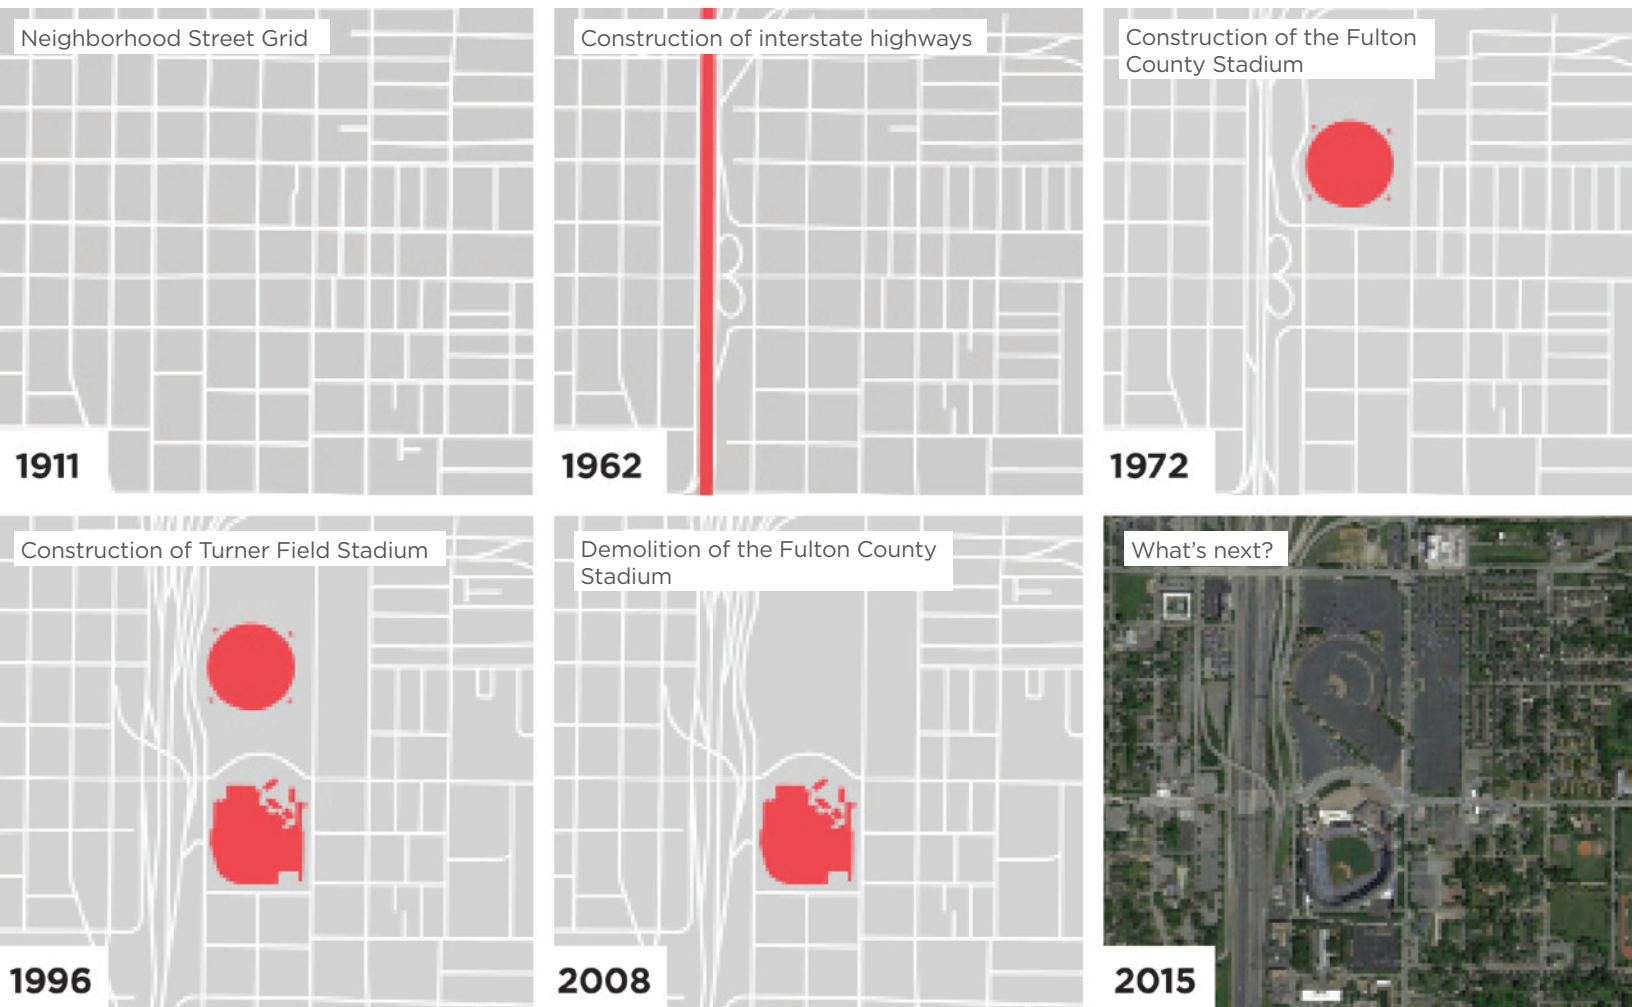 Neighborhood Street Grid
1911
Construction of interstate highways
1962
Construction of the Fulton
County Stadium
1972
Construction of Turner Field Stadium
1996
Demolition of the Fulton County
Stadium
2008
What’s next?
2015